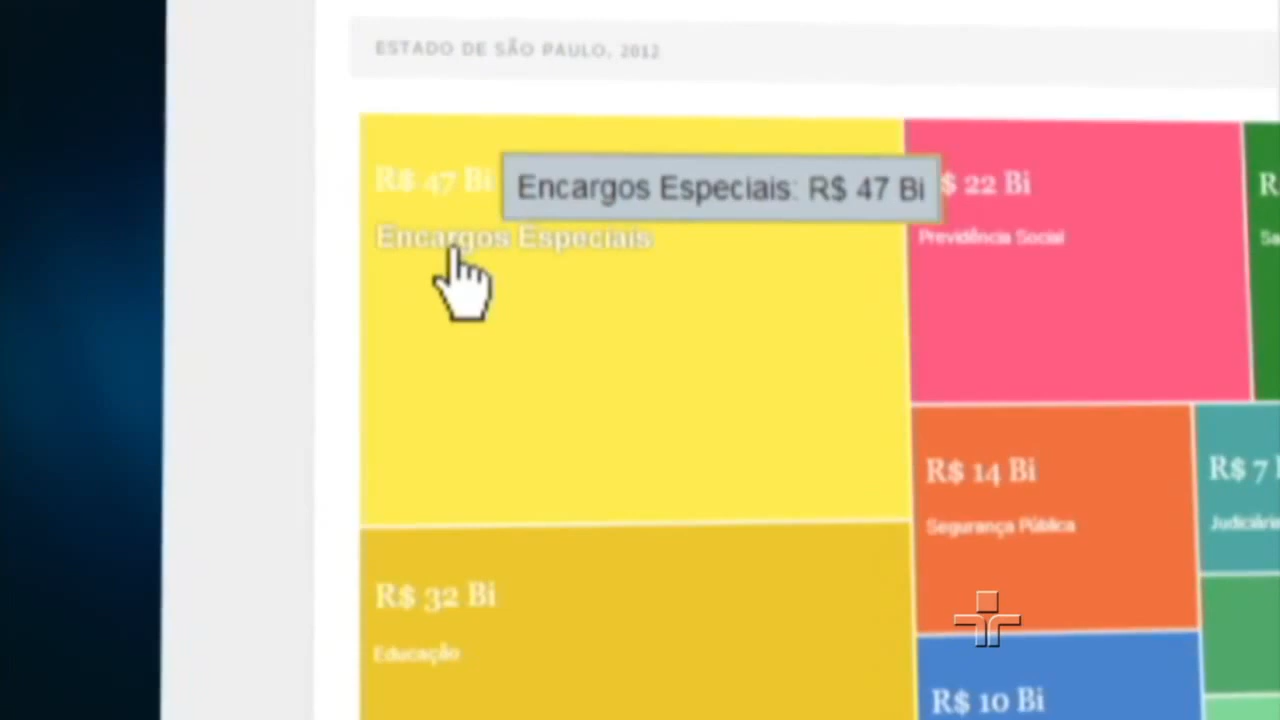 ESTADO DE SÃO PAULO, 2012
R$ 47 Bi
Encargos Especiais: R$ 47 Bi
Encargos Especiais
$ 22 Bi
Previdência Social
R$ 14 Bi
Segurança Pública
R$ 7
Judiciário
R$ 32 Bi
Educação
R$ 10 Bi